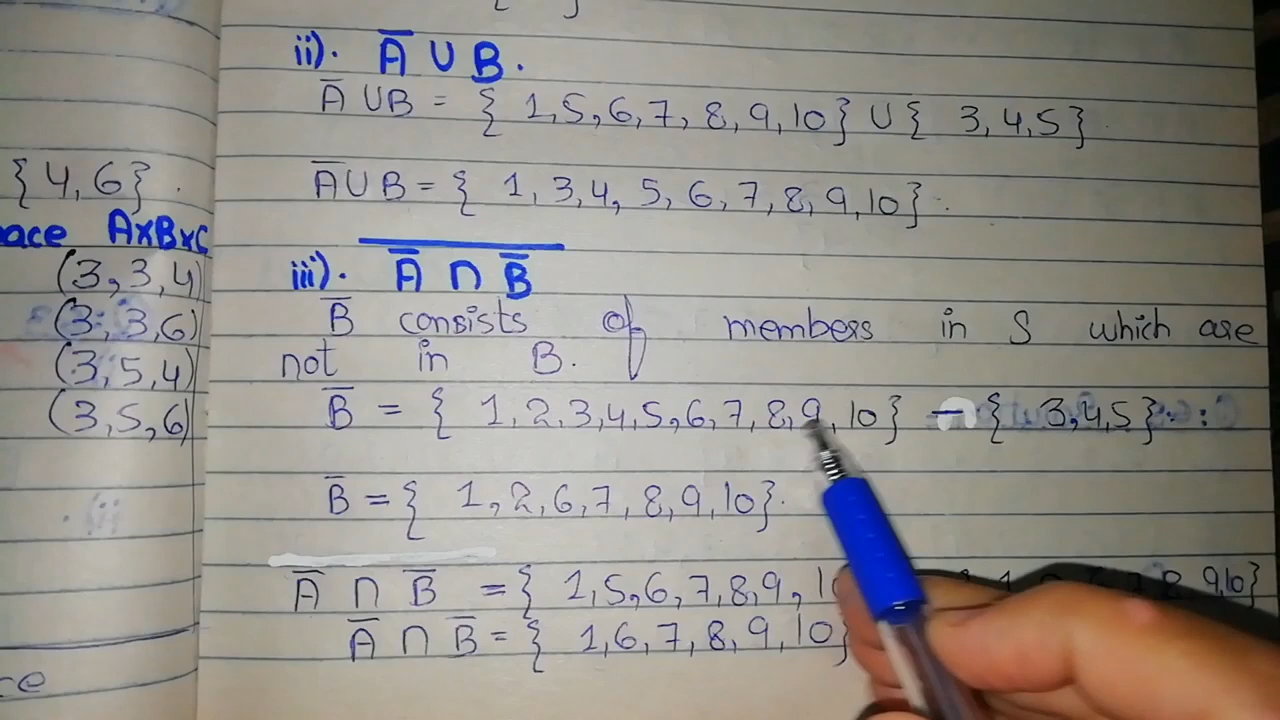 ii). A̅ ∪ B.
A̅ ∪ B = { 1,5,6,7,8,9,10} ∪ { 3,4,5}
A̅ ∪ B = { 1,3,4,5,6,7,8,9,10}
iii). A̅ ∩ B̅
B̅ consists of members in S which are
not in B.
B̅ = { 1,2,3,4,5,6,7,8,9,10} - { 3,4,5}
B̅ = { 1,2,6,7,8,9,10}.
A̅ ∩ B̅ = { 1,5,6,7,8,9,
A̅ ∩ B̅ = { 1,6,7,8,9,10}
{4,6}.
A×B×C
(3,3,4)
(3,3,6)
(3,5,4)
(3,5,6)